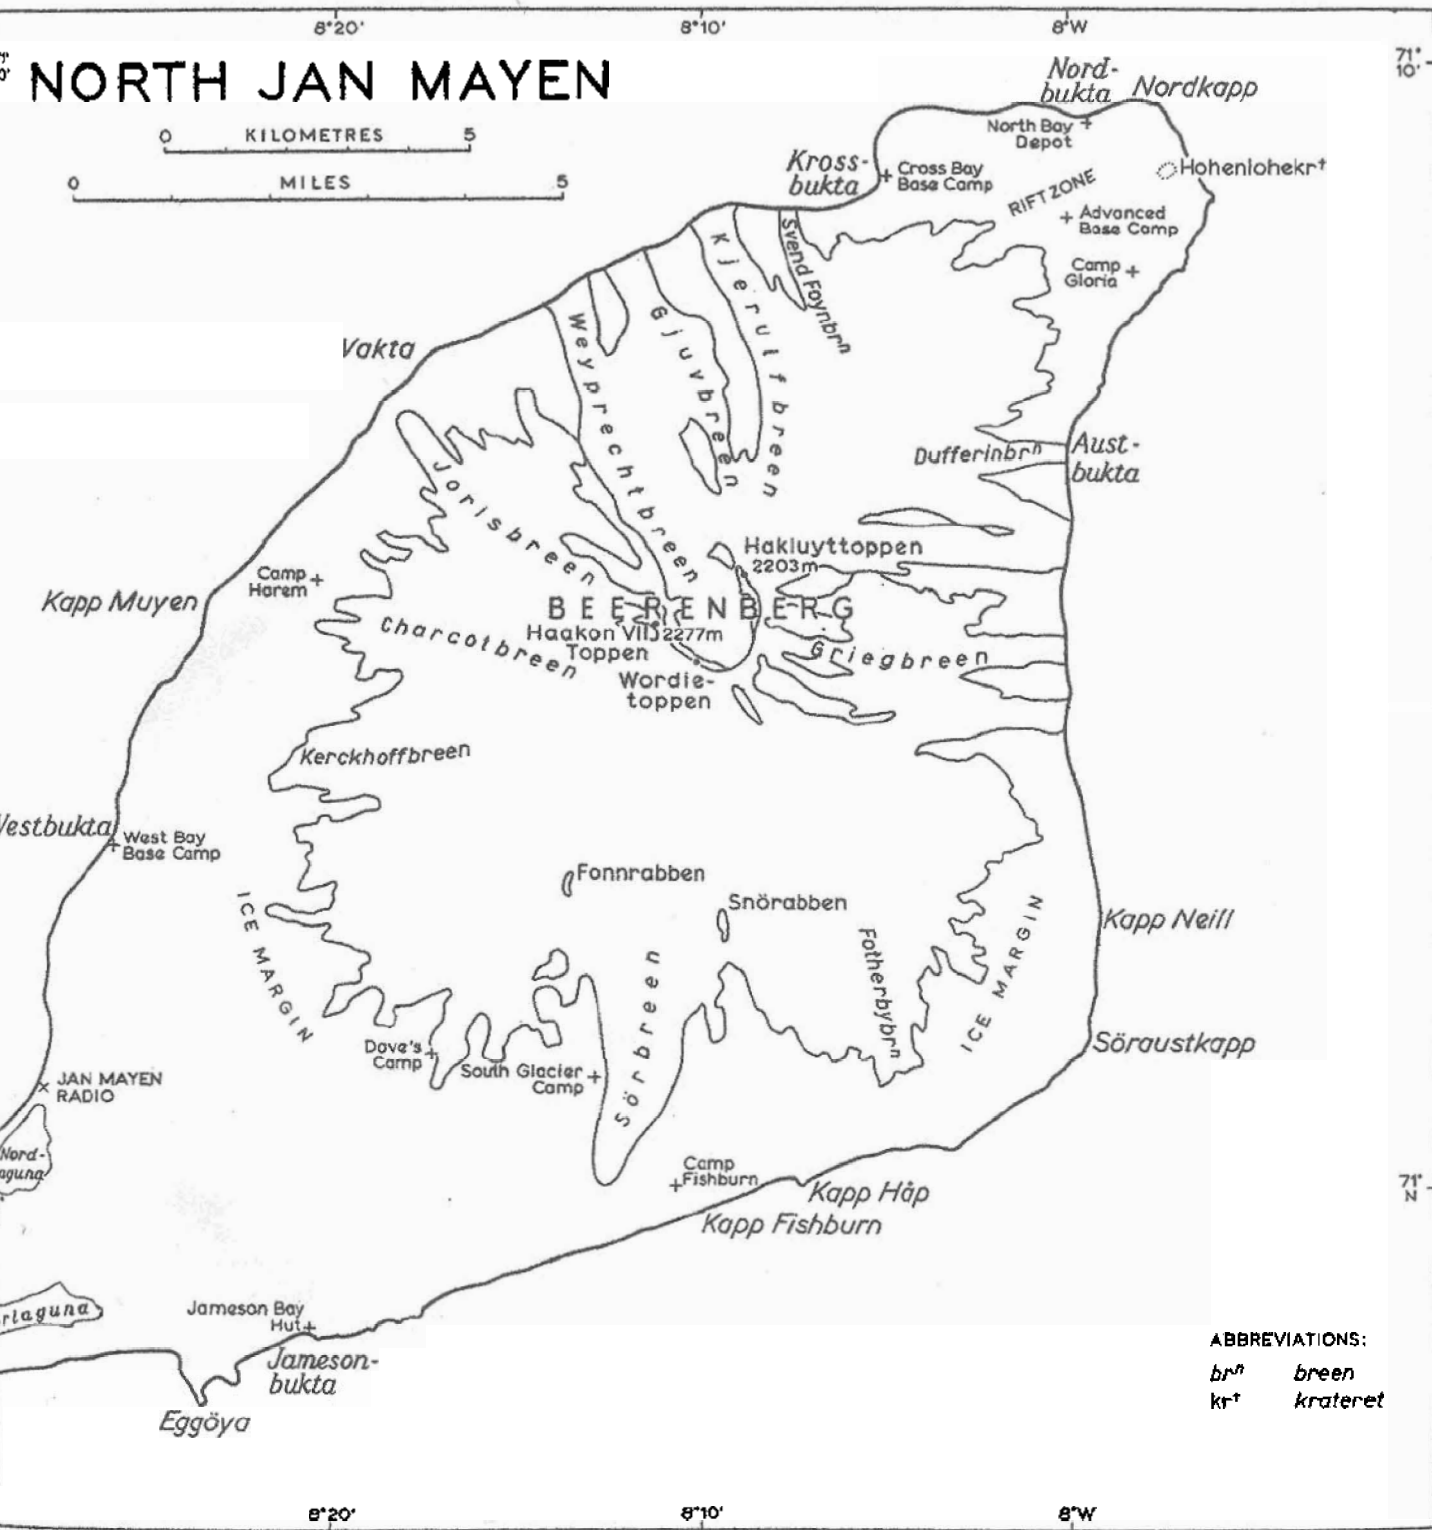 8°20'
8°10'
8°W
71°
10'
NORTH JAN MAYEN
0 KILOMETRES 5
0 MILES 5
Nord-
bukta
Nordkapp
North Bay
Depot
Kross-
bukta
Cross Bay
Base Camp
Hohenlohekrᵗ
RIFT ZONE
Advanced
Base Camp
Camp
Gloria
Svend Foynbrⁿ
Kjerulfbreen
Gjuvbreen
Weyprechtbreen
Vakta
Jorisbreen
Dufferinbrⁿ
Aust-
bukta
Hakluyttoppen
2203m
Camp
Harem
Kapp Muyen
BEERENBERG
Haakon VII
Toppen
2277m
Charcotbreen
Griegbreen
Wordie-
toppen
Kerckhoffbreen
Westbukta
West Bay
Base Camp
Fonnrabben
Snörabben
ICE MARGIN
Kapp Neill
Fotherbybrⁿ
ICE MARGIN
Sörbreen
Söraustkapp
Dave's
Camp
South Glacier
Camp
JAN MAYEN
RADIO
Nord-
laguna
Camp
Fishburn
Kapp Håp
Kapp Fishburn
71°
N
rlaguna
Jameson Bay
Hut
Jameson-
bukta
Eggöya
ABBREVIATIONS:
brⁿ breen
krᵗ krateret
8°20'
8°10'
8°W